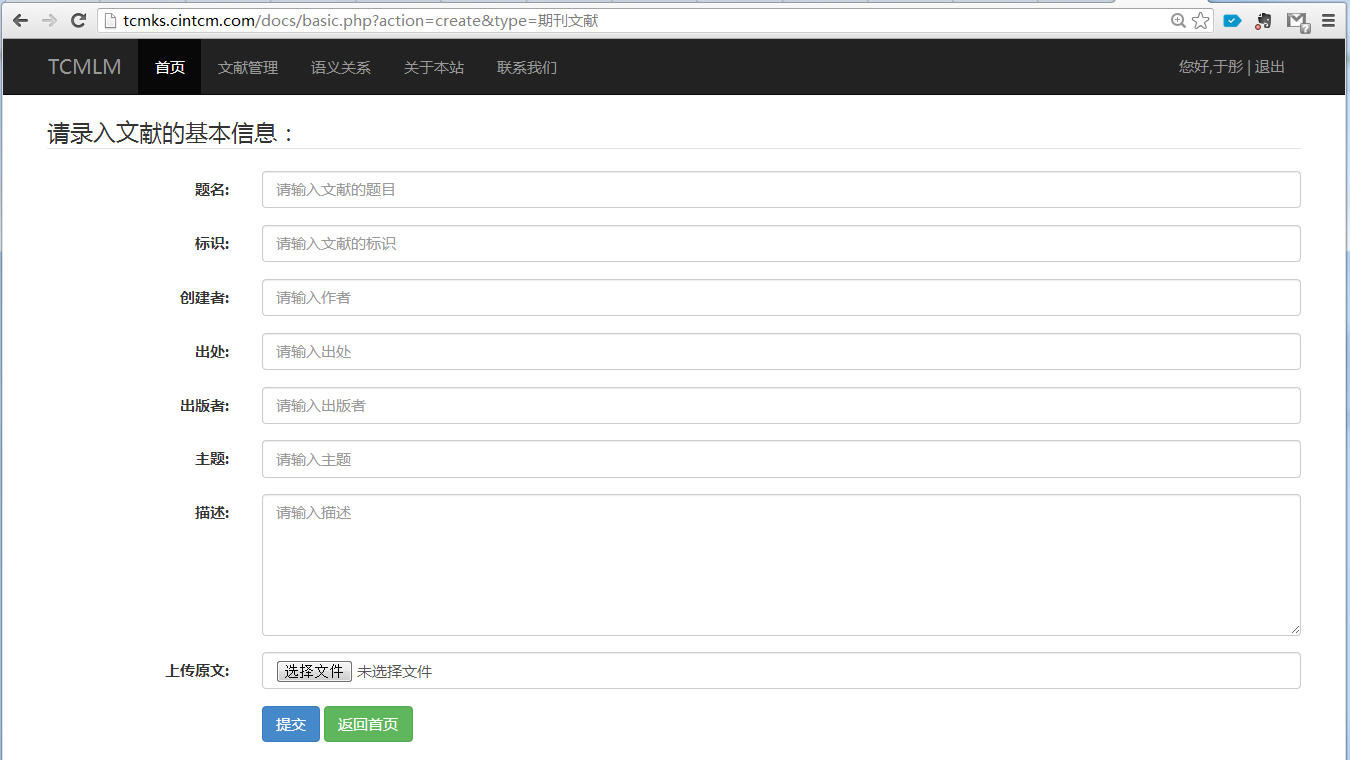 tcmks.cintcm.com/docs/basic.php?action=create&type=期刊文献
TCMLM 首页 文献管理 语义关系 关于本站 联系我们 您好,于彤 | 退出
请录入文献的基本信息：
题名: 请输入文献的题目
标识: 请输入文献的标识
创建者: 请输入作者
出处: 请输入出处
出版者: 请输入出版者
主题: 请输入主题
描述: 请输入描述
上传原文: 选择文件 未选择文件
提交 返回首页